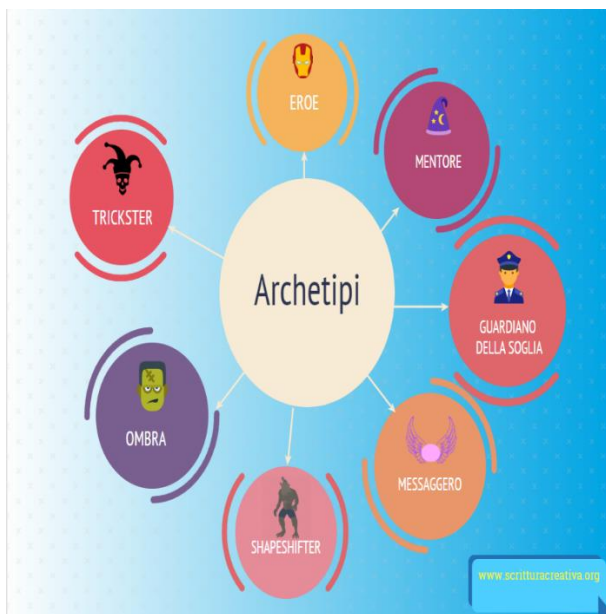 EROE
MENTORE
TRICKSTER
Archetipi
GUARDIANO
DELLA SOGLIA
OMBRA
MESSAGGERO
SHAPESHIFTER
www.scritturacreativa.org